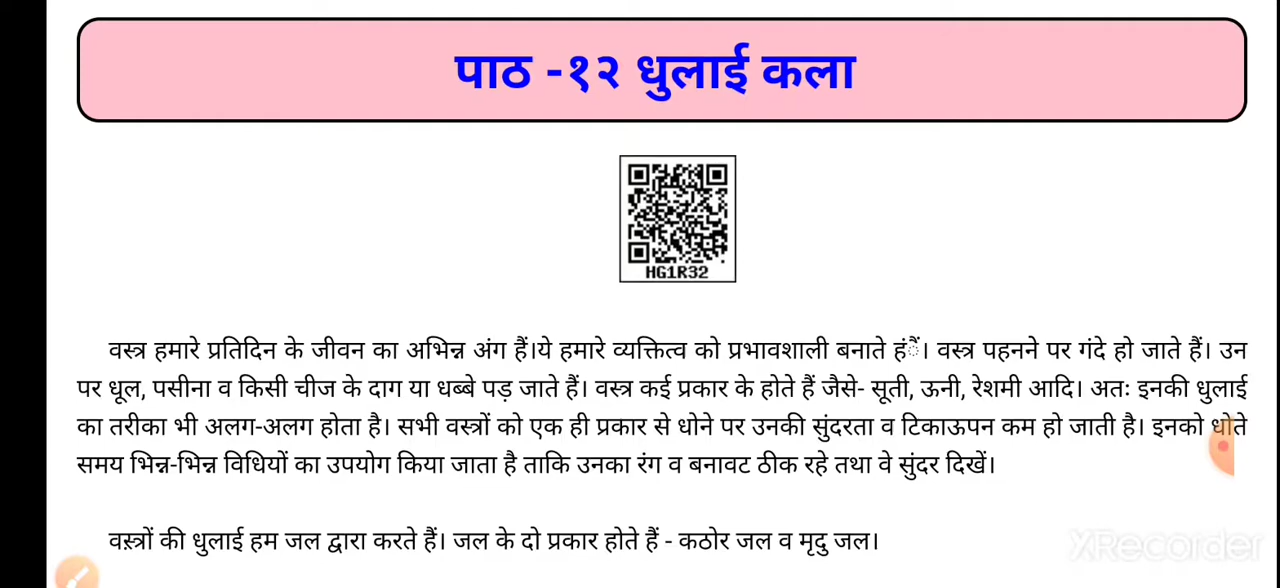 पाठ -१२ धुलाई कला
HG1R32
वस्त्र हमारे प्रतिदिन के जीवन का अभिन्न अंग हैं।ये हमारे व्यक्तित्व को प्रभावशाली बनाते हंैं। वस्त्र पहनने पर गंदे हो जाते हैं। उन
पर धूल, पसीना व किसी चीज के दाग या धब्बे पड़ जाते हैं। वस्त्र कई प्रकार के होते हैं जैसे- सूती, ऊनी, रेशमी आदि। अतः इनकी धुलाई
का तरीका भी अलग-अलग होता है। सभी वस्त्रों को एक ही प्रकार से धोने पर उनकी सुंदरता व टिकाऊपन कम हो जाती है। इनको धोते
समय भिन्न-भिन्न विधियों का उपयोग किया जाता है ताकि उनका रंग व बनावट ठीक रहे तथा वे सुंदर दिखें।
वस्त्रों की धुलाई हम जल द्वारा करते हैं। जल के दो प्रकार होते हैं - कठोर जल व मृदु जल।
XRecorder